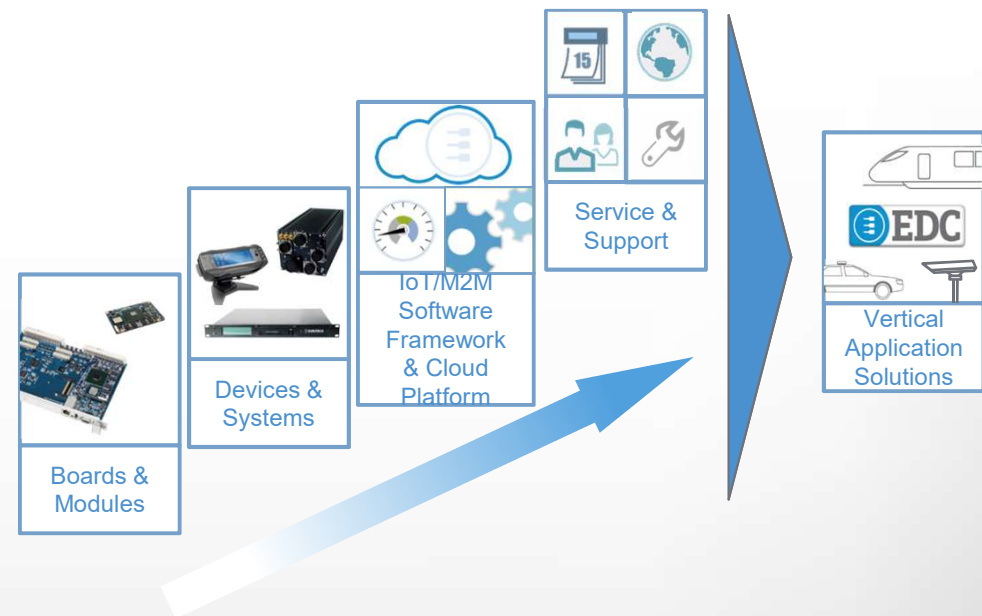 Boards &
Modules
Devices &
Systems
IoT/M2M
Software
Framework
& Cloud
Platform
15
Service &
Support
EDC
Vertical
Application
Solutions